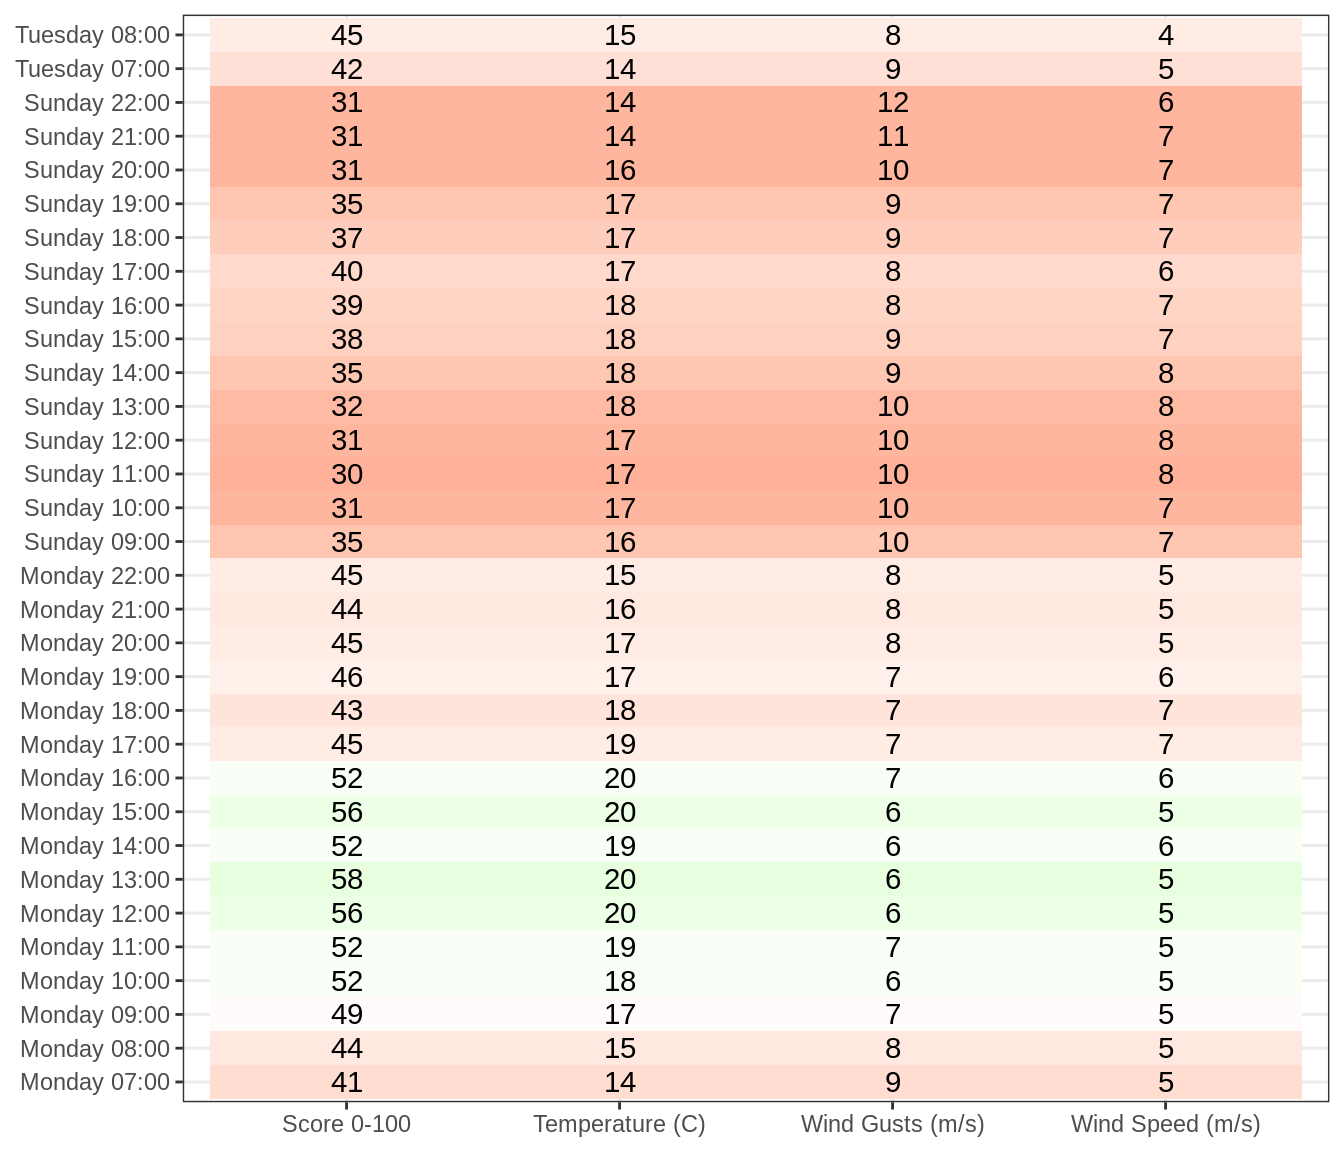 Tuesday 08:00 45 15 8 4
Tuesday 07:00 42 14 9 5
Sunday 22:00 31 14 12 6
Sunday 21:00 31 14 11 7
Sunday 20:00 31 16 10 7
Sunday 19:00 35 17 9 7
Sunday 18:00 37 17 9 7
Sunday 17:00 40 17 8 6
Sunday 16:00 39 18 8 7
Sunday 15:00 38 18 9 7
Sunday 14:00 35 18 9 8
Sunday 13:00 32 18 10 8
Sunday 12:00 31 17 10 8
Sunday 11:00 30 17 10 8
Sunday 10:00 31 17 10 7
Sunday 09:00 35 16 10 7
Monday 22:00 45 15 8 5
Monday 21:00 44 16 8 5
Monday 20:00 45 17 8 5
Monday 19:00 46 17 7 6
Monday 18:00 43 18 7 7
Monday 17:00 45 19 7 7
Monday 16:00 52 20 7 6
Monday 15:00 56 20 6 5
Monday 14:00 52 19 6 6
Monday 13:00 58 20 6 5
Monday 12:00 56 20 6 5
Monday 11:00 52 19 7 5
Monday 10:00 52 18 6 5
Monday 09:00 49 17 7 5
Monday 08:00 44 15 8 5
Monday 07:00 41 14 9 5
Score 0-100 Temperature (C) Wind Gusts (m/s) Wind Speed (m/s)